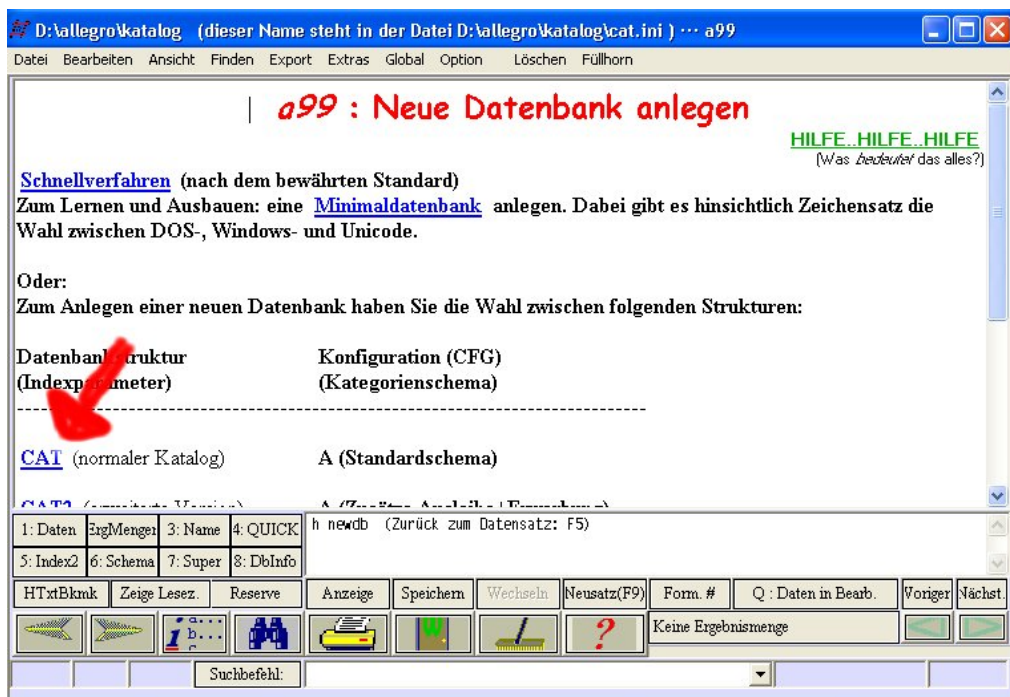 D:\allegro\katalog (dieser Name steht in der Datei D:\allegro\katalog\cat.ini ) ··· a99
Datei Bearbeiten Ansicht Finden Export Extras Global Option Löschen Füllhorn
a99 : Neue Datenbank anlegen
HILFE..HILFE..HILFE
(Was bedeutet das alles?)
Schnellverfahren (nach dem bewährten Standard)
Zum Lernen und Ausbauen: eine Minimaldatenbank anlegen. Dabei gibt es hinsichtlich Zeichensatz die
Wahl zwischen DOS-, Windows- und Unicode.
Oder:
Zum Anlegen einer neuen Datenbank haben Sie die Wahl zwischen folgenden Strukturen:
Datenbankstruktur Konfiguration (CFG)
(Indexparameter) (Kategorienschema)
CAT (normaler Katalog) A (Standardschema)
1: Daten ErgMengen 3: Name 4: QUICK h newdb (Zurück zum Datensatz: F5)
5: Index2 6: Schema 7: Super 8: DbInfo
HTxtBkmk Zeige Lesez. Reserve Anzeige Speichern Wechseln Neusatz(F9) Form. # Q : Daten in Bearb. Voriger Nächst.
Keine Ergebnismenge
Suchbefehl: